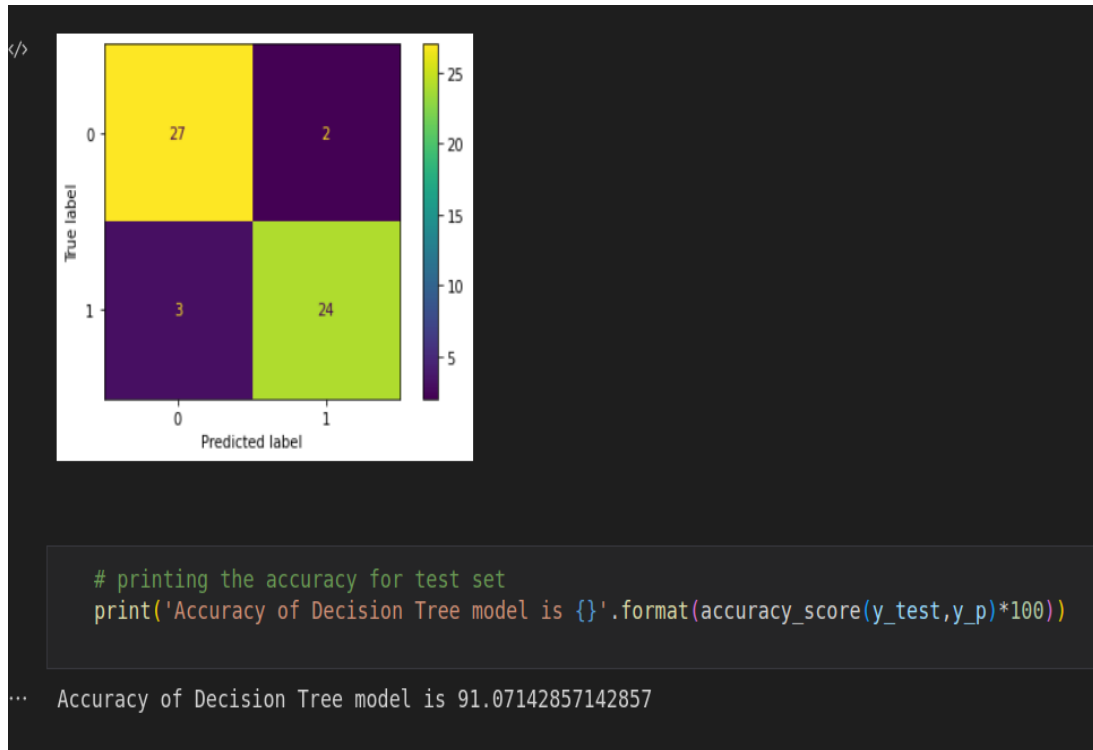 </>
25
0
27
2
20
True label
15
10
1
3
24
5
0
1
Predicted label
# printing the accuracy for test set
print('Accuracy of Decision Tree model is {}'.format(accuracy_score(y_test,y_p)*100))
... Accuracy of Decision Tree model is 91.07142857142857